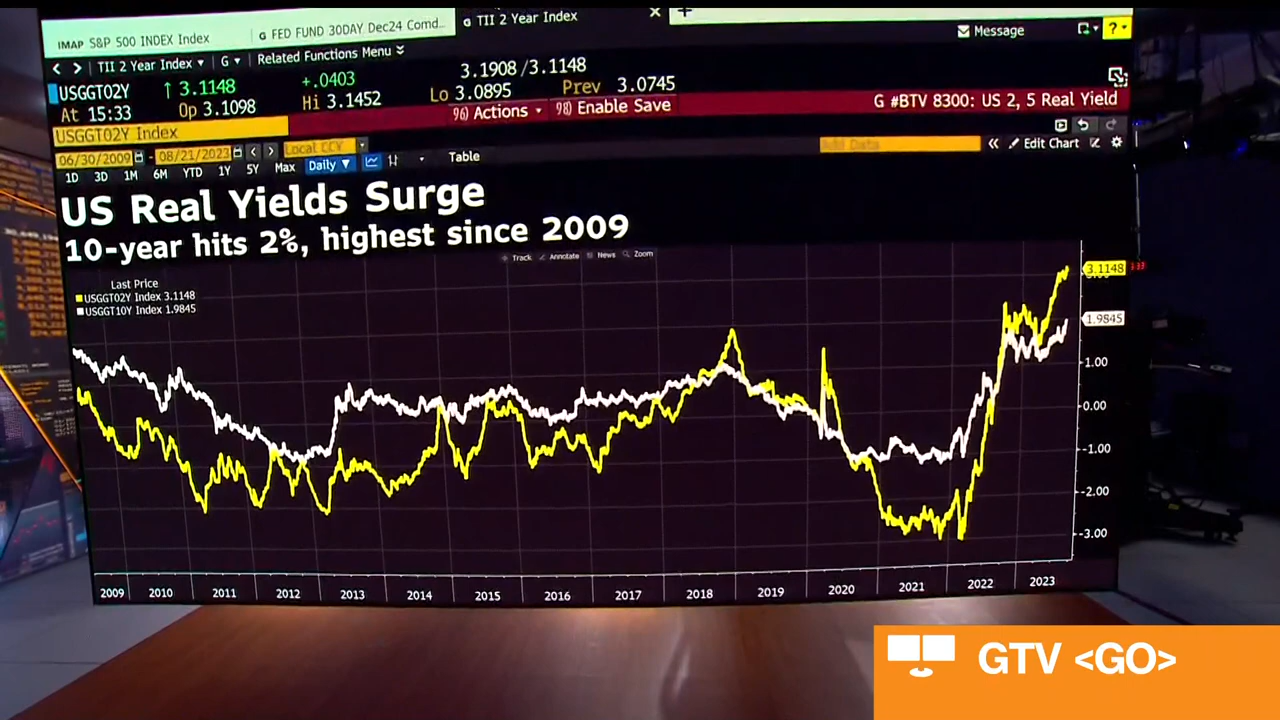 IMAP S&P 500 INDEX Index
G FED FUND 30DAY Dec24 Comd...
G TII 2 Year Index
Message
?
< > TII 2 Year Index G Related Functions Menu
USGGT02Y ↑ 3.1148 +.0403 3.1908/3.1148
At 15:33 Op 3.1098 Hi 3.1452 Lo 3.0895 Prev 3.0745
USGGT02Y Index
96) Actions 98) Enable Save
G #BTV 8300: US 2, 5 Real Yield
06/30/2009 - 08/21/2023 < > Local CCY
Add Data
« Edit Chart
1D 3D 1M 6M YTD 1Y 5Y Max Daily ▼ Table
US Real Yields Surge
10-year hits 2%, highest since 2009
+ Track Annotate News Zoom
Last Price
USGGT02Y Index 3.1148
USGGT10Y Index 1.9845
3.1148
1.9845
1.00
0.00
-1.00
-2.00
-3.00
2009 2010 2011 2012 2013 2014 2015 2016 2017 2018 2019 2020 2021 2022 2023
GTV <GO>